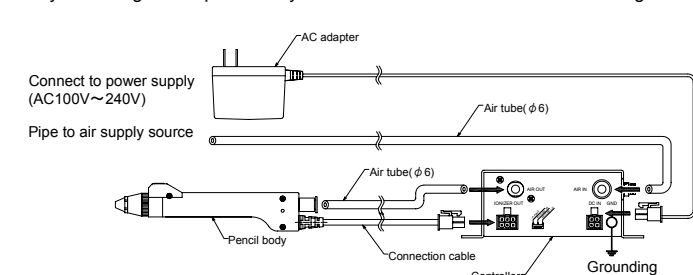 AC adapter
Connect to power supply
(AC100V～240V)
Air tube(φ6)
Pipe to air supply source
Air tube(φ6)
AIR OUT
AIR IN
IONIZER OUT
DC IN
GND
Pencil body
Connection cable
Controller
Grounding